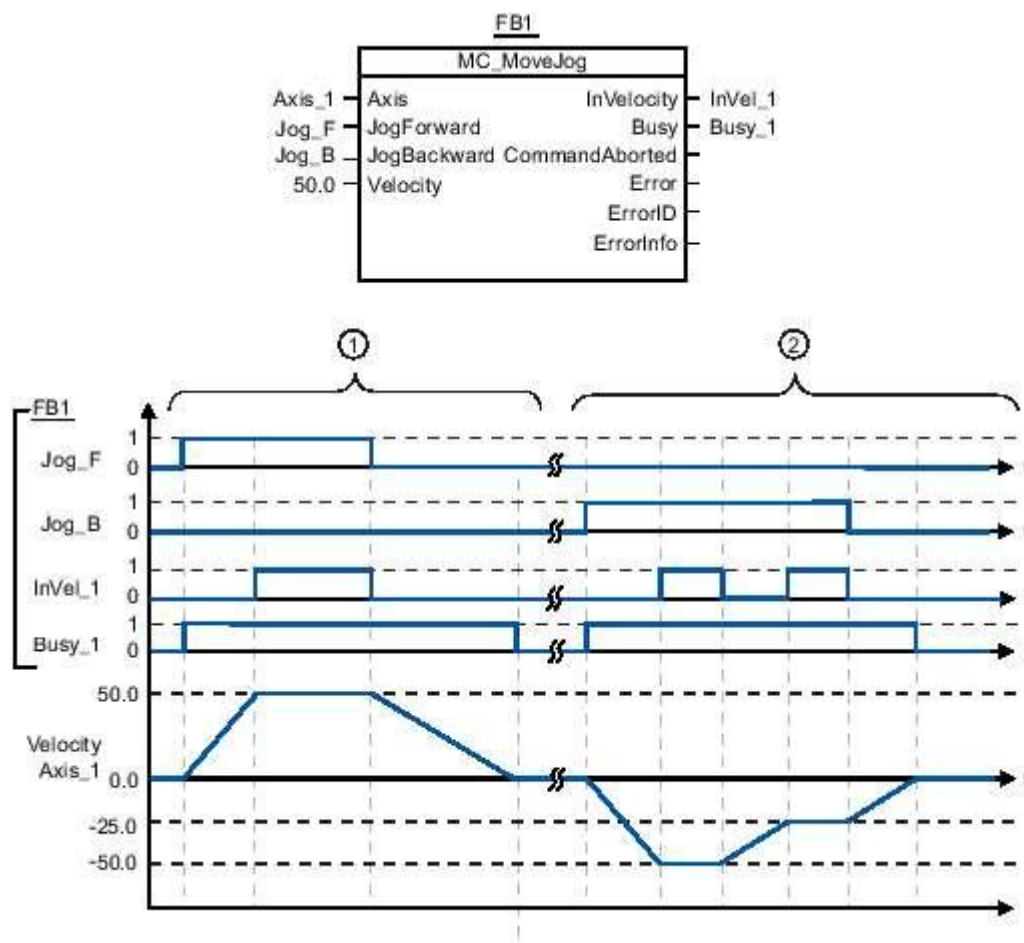 FB1
MC_MoveJog
Axis_1 Axis InVelocity InVel_1
Jog_F JogForward Busy Busy_1
Jog_B JogBackward CommandAborted
50.0 Velocity Error
ErrorID
ErrorInfo
1 2
FB1
1
Jog_F 0
1
Jog_B 0
1
InVel_1 0
1
Busy_1 0
50.0
Velocity
Axis_1 0.0
-25.0
-50.0